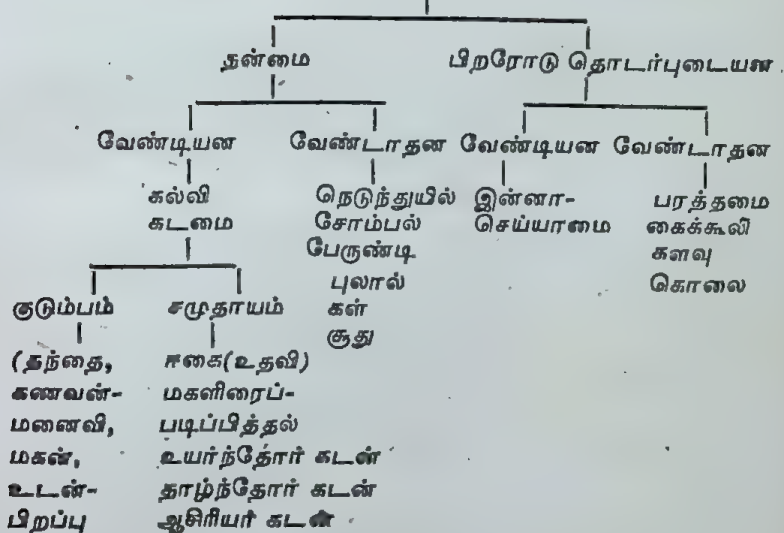 தன்மை பிறரோடு தொடர்புடையன
வேண்டியன வேண்டாதன வேண்டியன வேண்டாதன
கல்வி நெடுந்துயில் இன்னா- பரத்தமை
கடமை சோம்பல் செய்யாமை கைக்கூலி
பேருண்டி களவு
புலால் கொலை
குடும்பம் சமுதாயம் கள்
சூது
(தந்தை, ஈகை(உதவி)
கணவன்- மகளிரைப்-
மனைவி, படிப்பித்தல்
மகன், உயர்ந்தோர் கடன்
உடன்- தாழ்ந்தோர் கடன்
பிறப்பு ஆசிரியர் கடன்